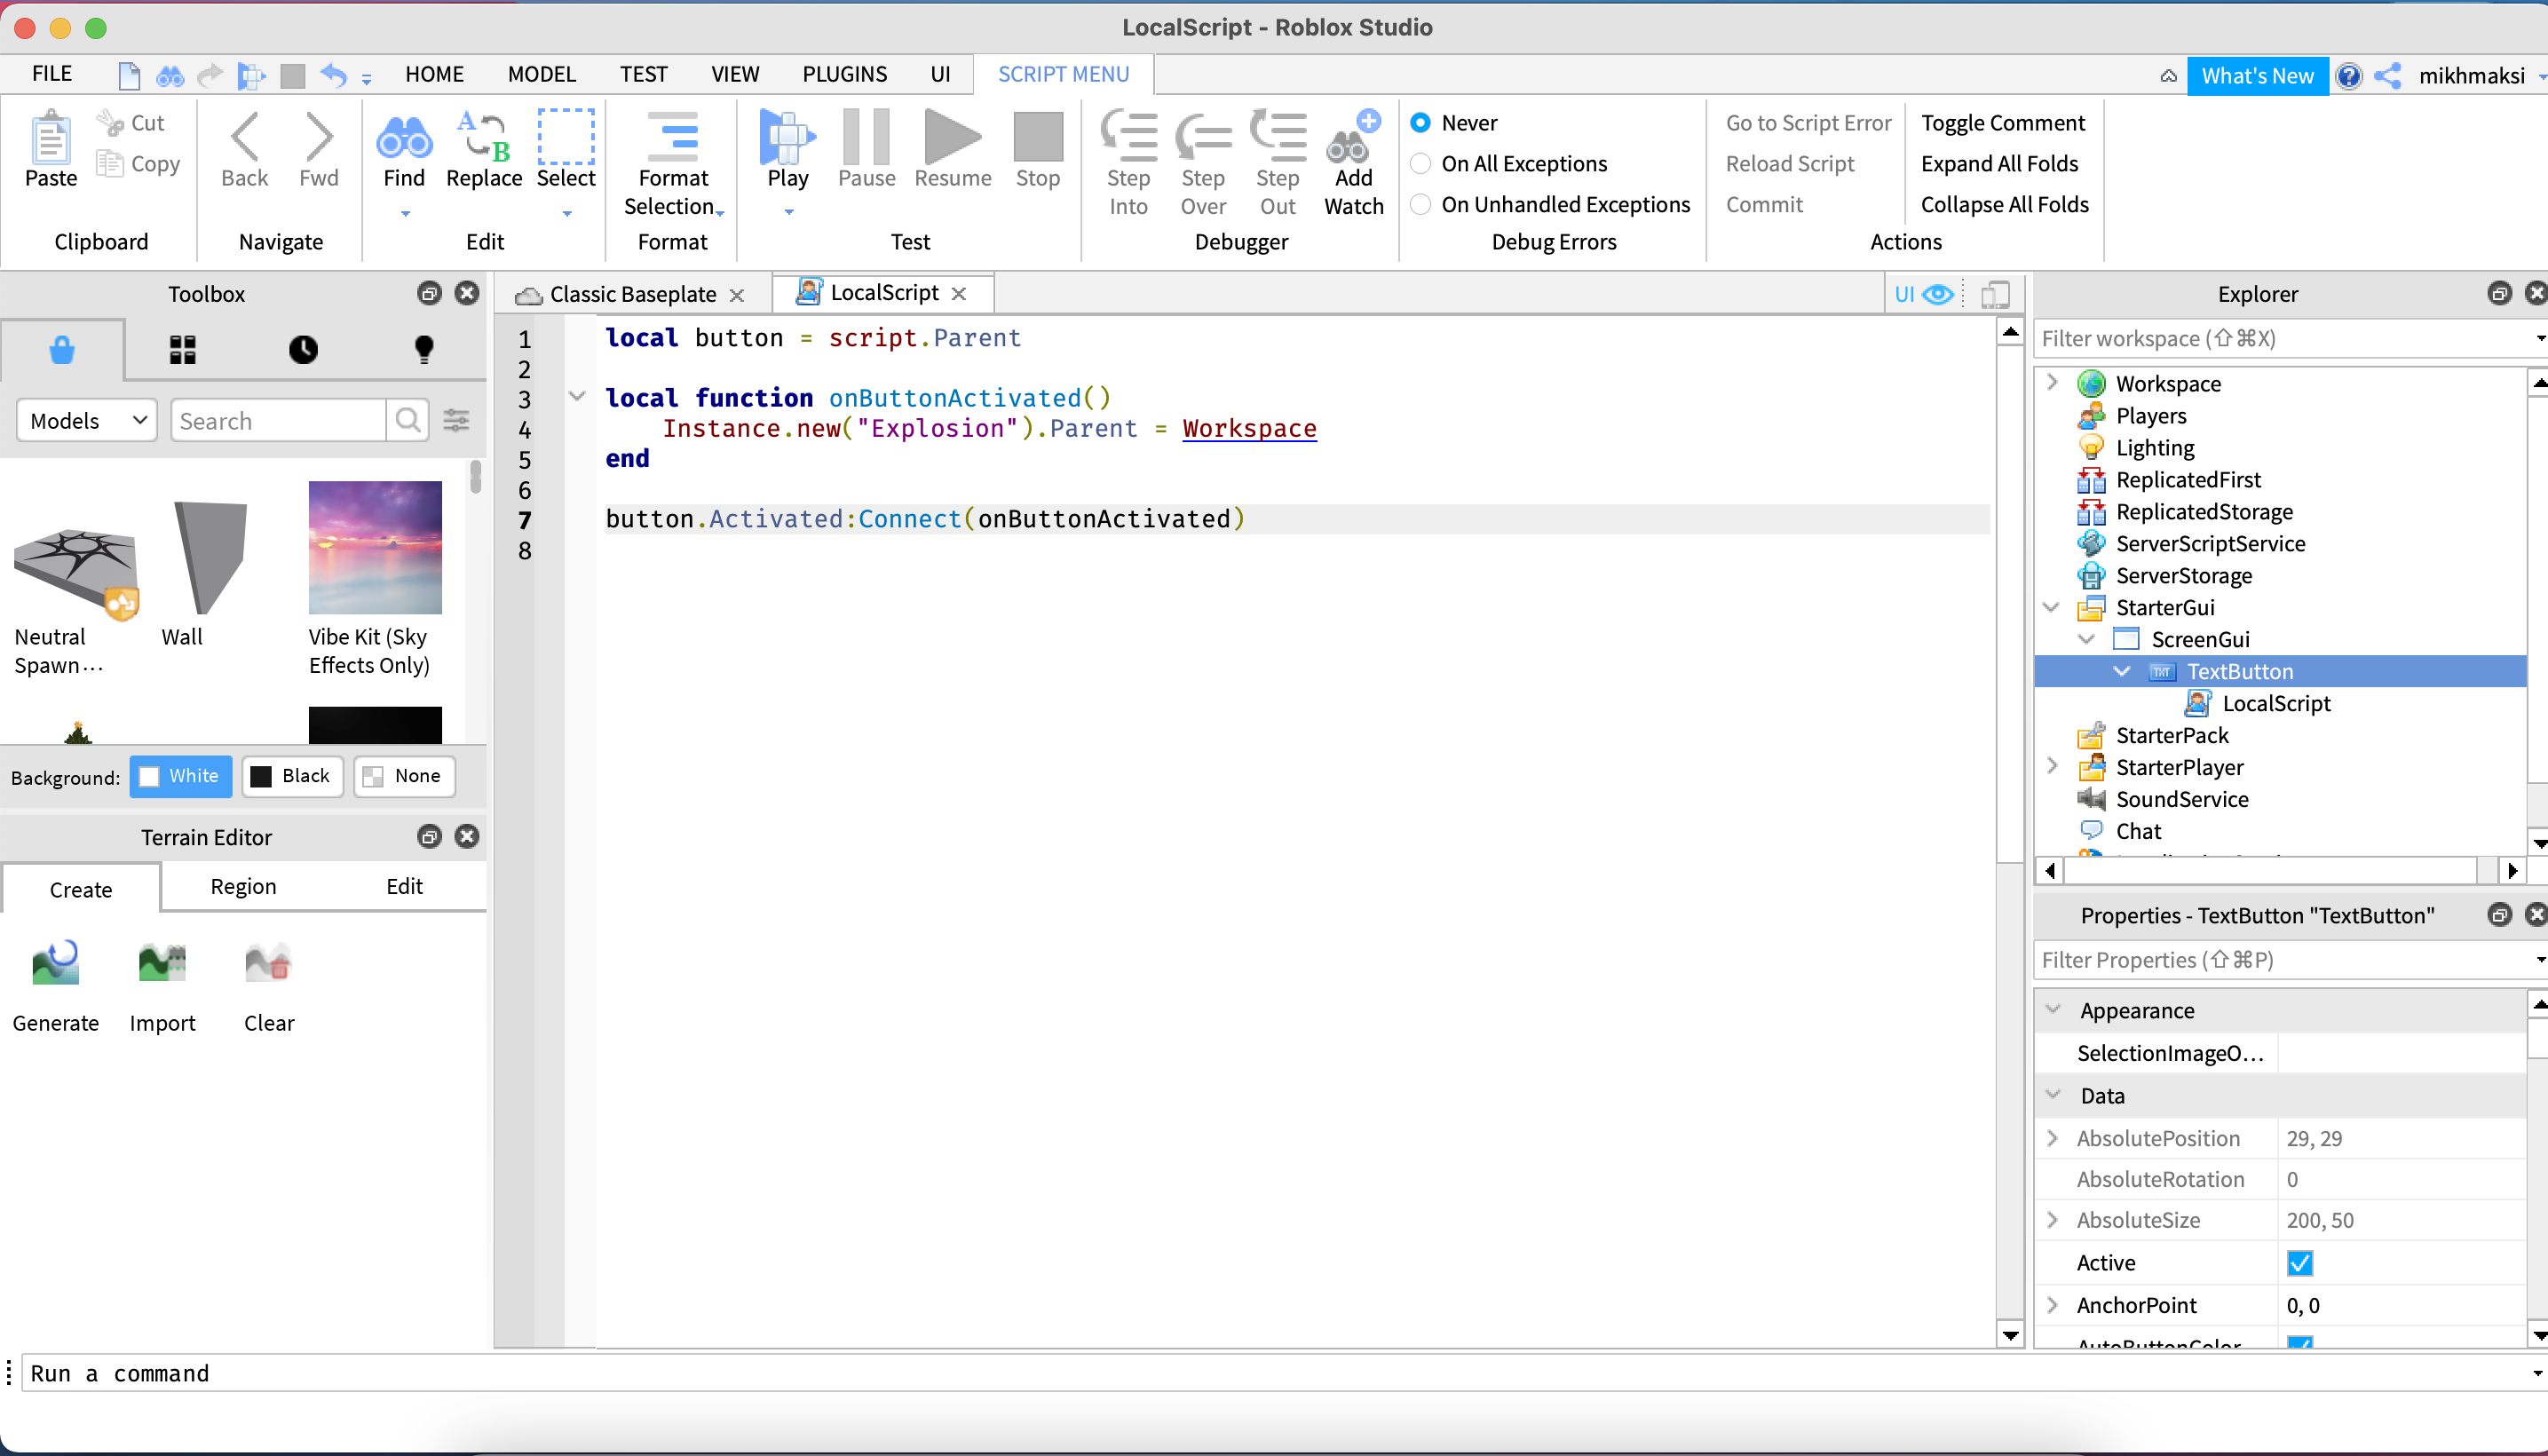 LocalScript - Roblox Studio
FILE HOME MODEL TEST VIEW PLUGINS UI SCRIPT MENU What's New mikhmaksi
Paste
Cut
Copy
Clipboard
Back Fwd
Navigate
Find Replace Select
Edit
Format
Selection
Format
Play Pause Resume Stop
Test
Step
Into
Step
Over
Step
Out
Add
Watch
Debugger
Never
On All Exceptions
On Unhandled Exceptions
Debug Errors
Go to Script Error
Reload Script
Commit
Toggle Comment
Expand All Folds
Collapse All Folds
Actions
Toolbox
Models Search
Neutral
Spawn...
Wall
Vibe Kit (Sky
Effects Only)
Background: White Black None
Terrain Editor
Create Region Edit
Generate Import Clear
Classic Baseplate LocalScript UI
1 local button = script.Parent
2
3 local function onButtonActivated()
4 Instance.new("Explosion").Parent = Workspace
5 end
6
7 button.Activated:Connect(onButtonActivated)
8
Explorer
Filter workspace (⇧⌘X)
Workspace
Players
Lighting
ReplicatedFirst
ReplicatedStorage
ServerScriptService
ServerStorage
StarterGui
ScreenGui
TXT TextButton
LocalScript
StarterPack
StarterPlayer
SoundService
Chat
Properties - TextButton "TextButton"
Filter Properties (⇧⌘P)
Appearance
SelectionImageO...
Data
AbsolutePosition 29, 29
AbsoluteRotation 0
AbsoluteSize 200, 50
Active
AnchorPoint 0, 0
AutoButtonColor
Run a command